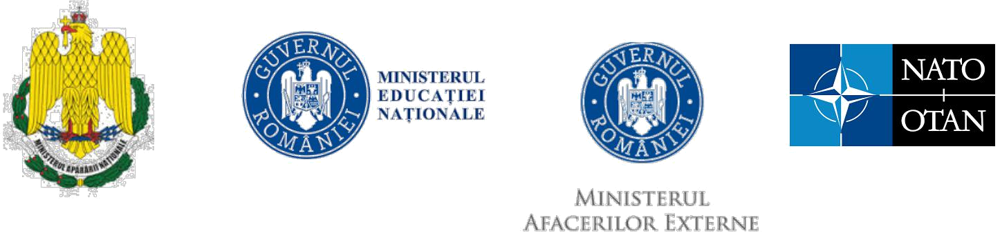 MINISTERUL APĂRĂRII NAȚIONALE
GUVERNUL ROMÂNIEI
MINISTERUL
EDUCAȚIEI
NAȚIONALE
GUVERNUL ROMÂNIEI
MINISTERUL
AFACERILOR EXTERNE
NATO
OTAN